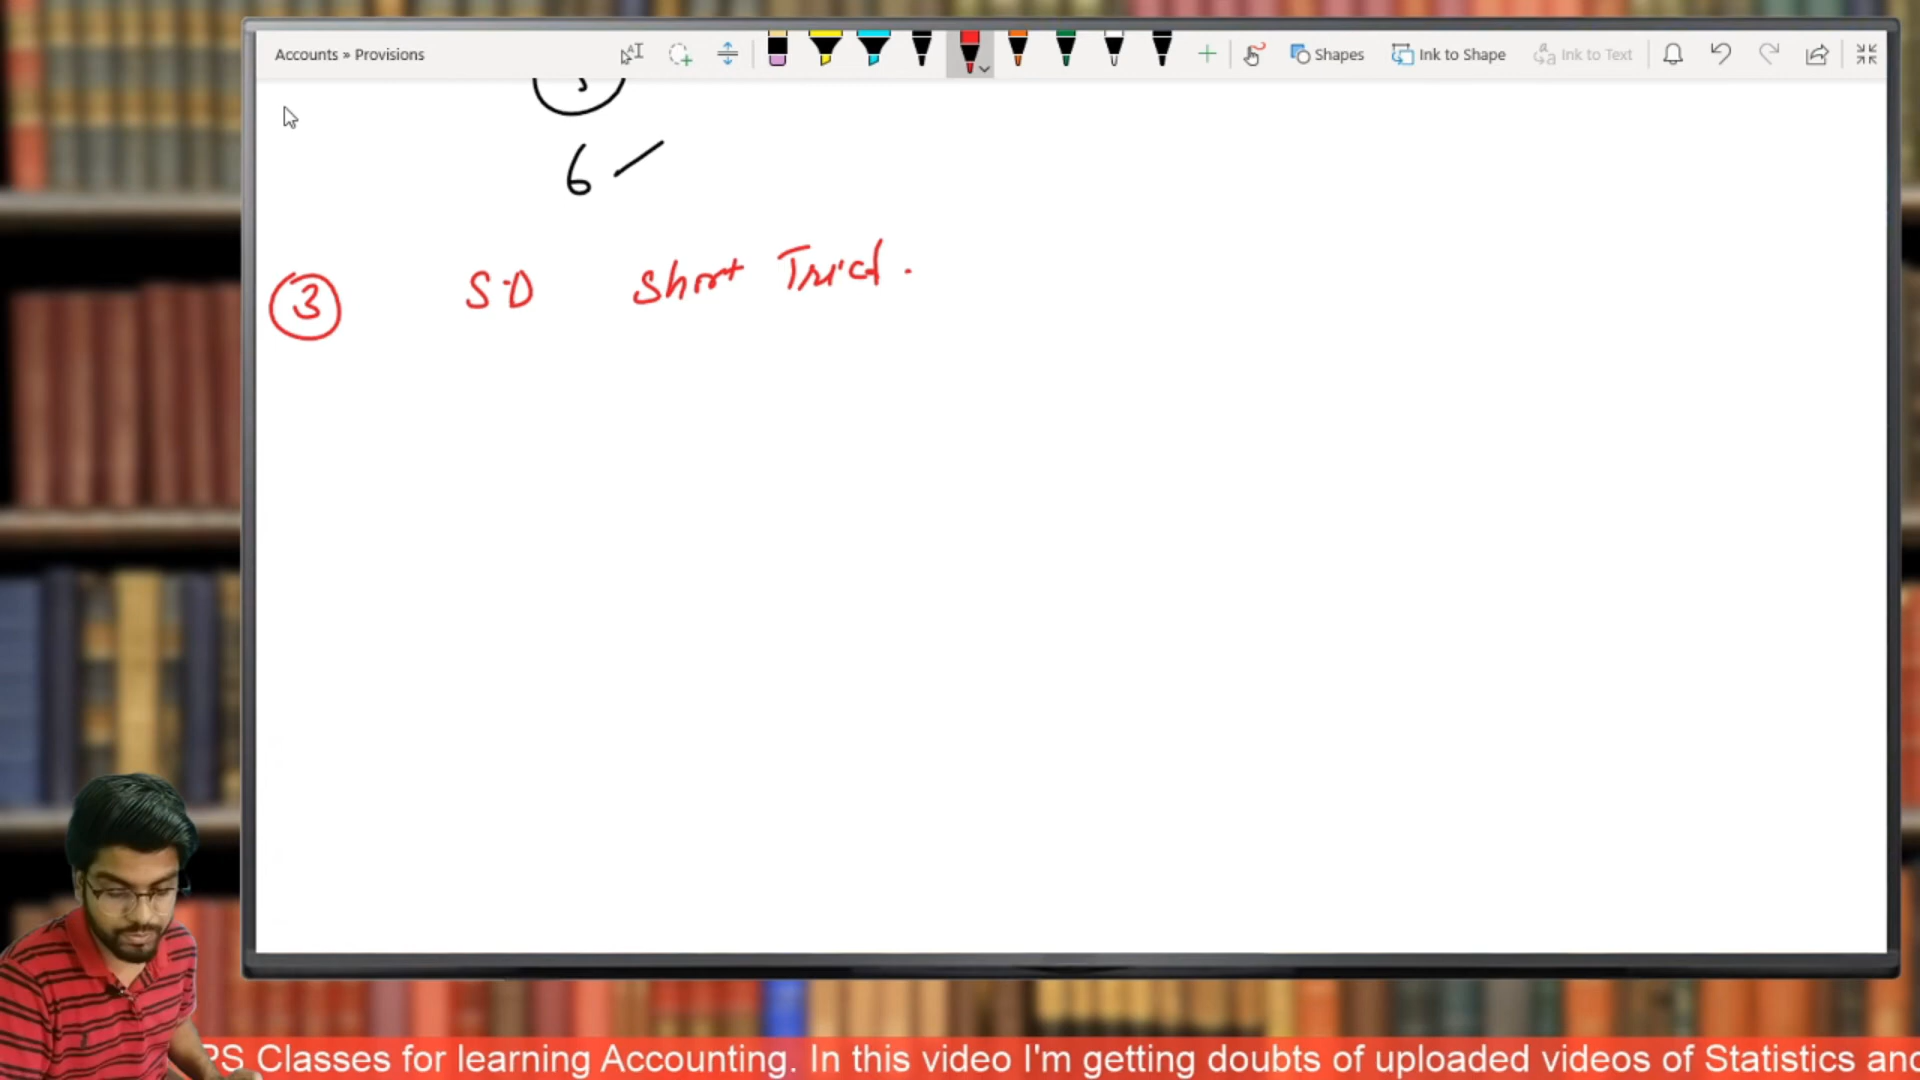 Accounts » Provisions
Shapes
Ink to Shape
Ink to Text
6
3 S.D Short Trick.
PS Classes for learning Accounting. In this video I'm getting doubts of uploaded videos of Statistics and